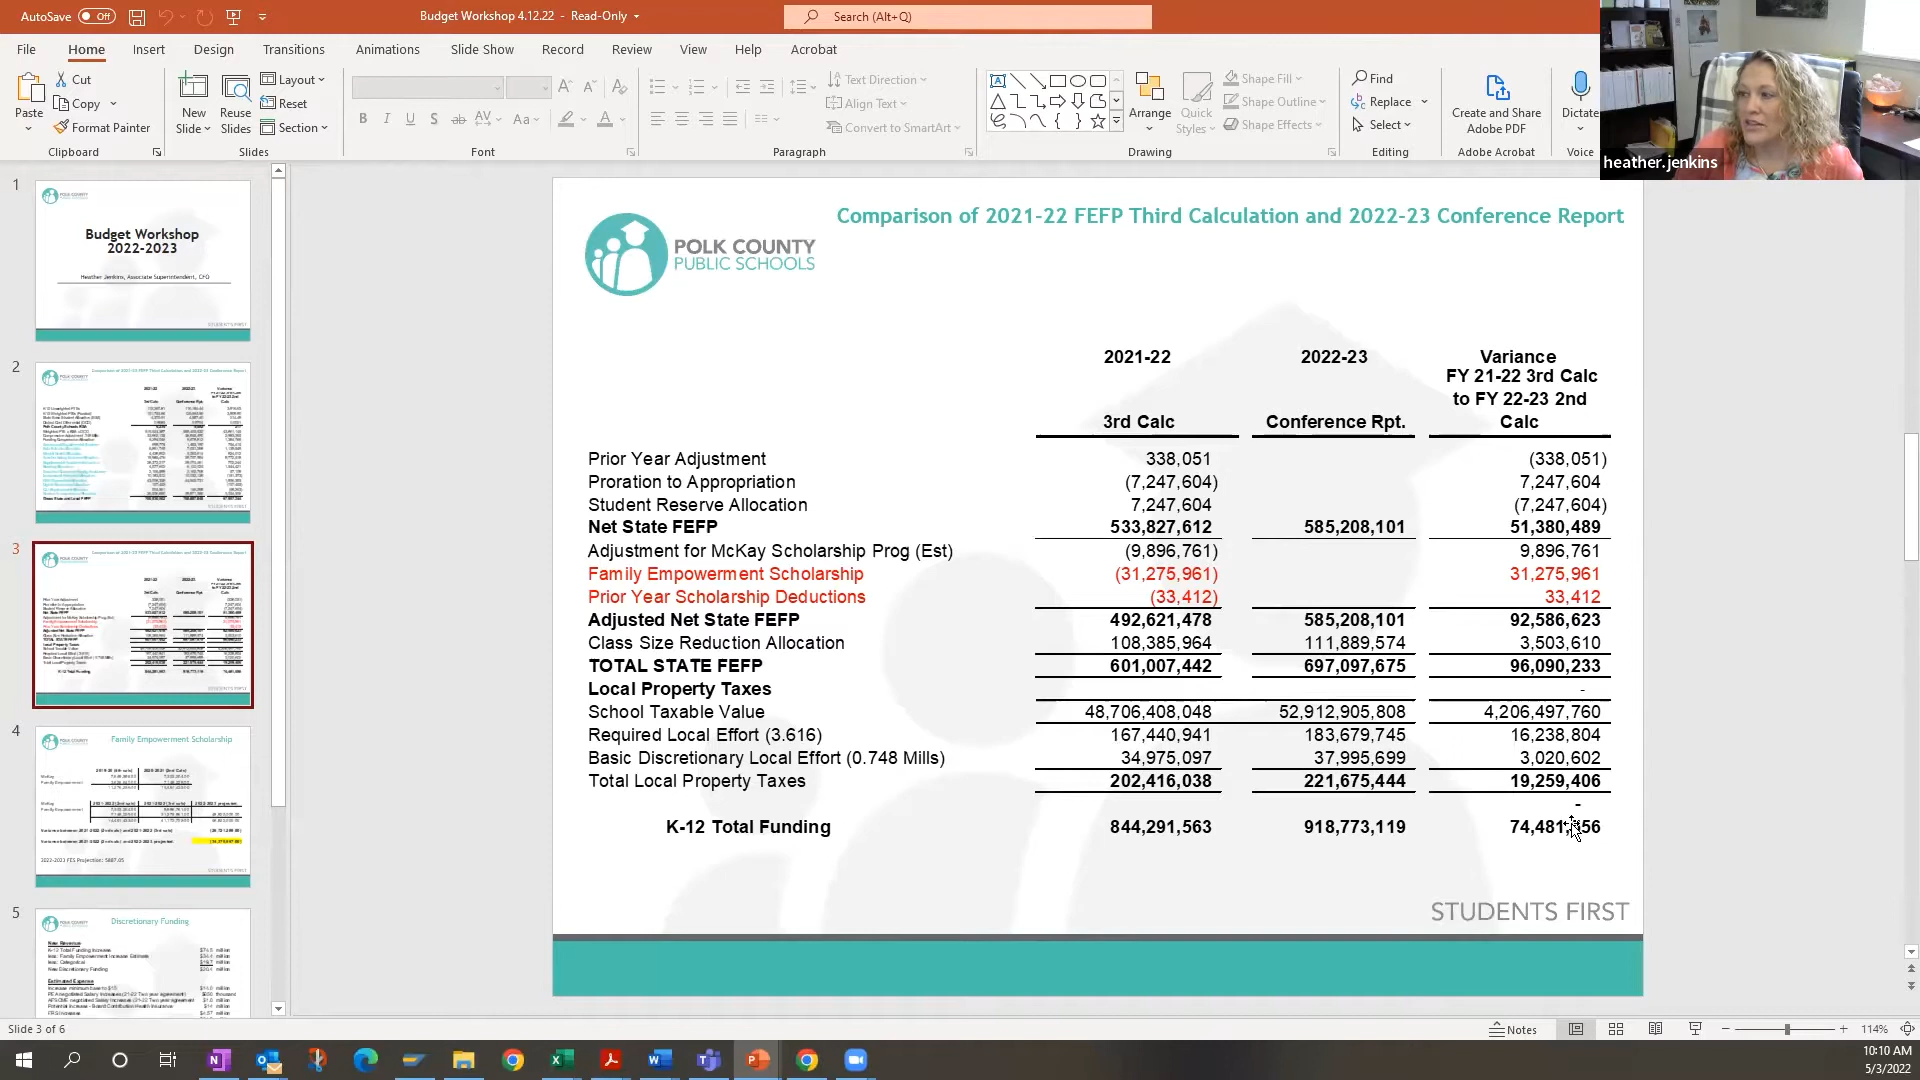 AutoSave Off
Budget Workshop 4.12.22 - Read-Only
Search (Alt+Q)
File Home Insert Design Transitions Animations Slide Show Record Review View Help Acrobat
Paste
Cut
Copy
Format Painter
Clipboard
New Slide
Reuse Slides
Layout
Reset
Section
Slides
Font
Text Direction
Align Text
Convert to SmartArt
Paragraph
Arrange
Quick Styles
Shape Fill
Shape Outline
Shape Effects
Drawing
Find
Replace
Select
Editing
Create and Share Adobe PDF
Adobe Acrobat
Dictate
Voice
heather.jenkins
1
Budget Workshop
2022-2023
Heather Jenkins, Associate Superintendent, CFO
STUDENTS FIRST
2
3
4
Family Empowerment Scholarship
5
Discretionary Funding
Comparison of 2021-22 FEFP Third Calculation and 2022-23 Conference Report
POLK COUNTY
PUBLIC SCHOOLS
2021-22 2022-23 Variance
FY 21-22 3rd Calc
to FY 22-23 2nd
3rd Calc Conference Rpt. Calc
Prior Year Adjustment 338,051 (338,051)
Proration to Appropriation (7,247,604) 7,247,604
Student Reserve Allocation 7,247,604 (7,247,604)
Net State FEFP 533,827,612 585,208,101 51,380,489
Adjustment for McKay Scholarship Prog (Est) (9,896,761) 9,896,761
Family Empowerment Scholarship (31,275,961) 31,275,961
Prior Year Scholarship Deductions (33,412) 33,412
Adjusted Net State FEFP 492,621,478 585,208,101 92,586,623
Class Size Reduction Allocation 108,385,964 111,889,574 3,503,610
TOTAL STATE FEFP 601,007,442 697,097,675 96,090,233
Local Property Taxes -
School Taxable Value 48,706,408,048 52,912,905,808 4,206,497,760
Required Local Effort (3.616) 167,440,941 183,679,745 16,238,804
Basic Discretionary Local Effort (0.748 Mills) 34,975,097 37,995,699 3,020,602
Total Local Property Taxes 202,416,038 221,675,444 19,259,406
-
K-12 Total Funding 844,291,563 918,773,119
STUDENTS FIRST
Slide 3 of 6
Notes
114%
10:10 AM
5/3/2022